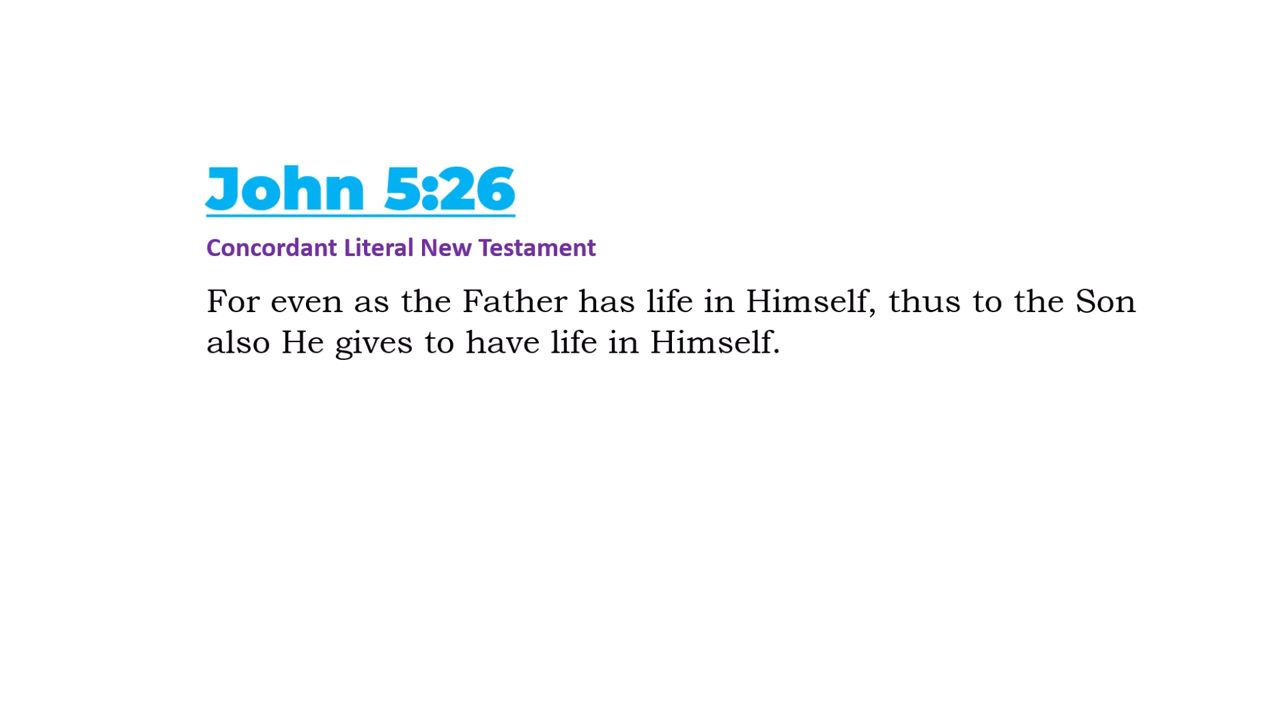 John 5:26
Concordant Literal New Testament
For even as the Father has life in Himself, thus to the Son
also He gives to have life in Himself.